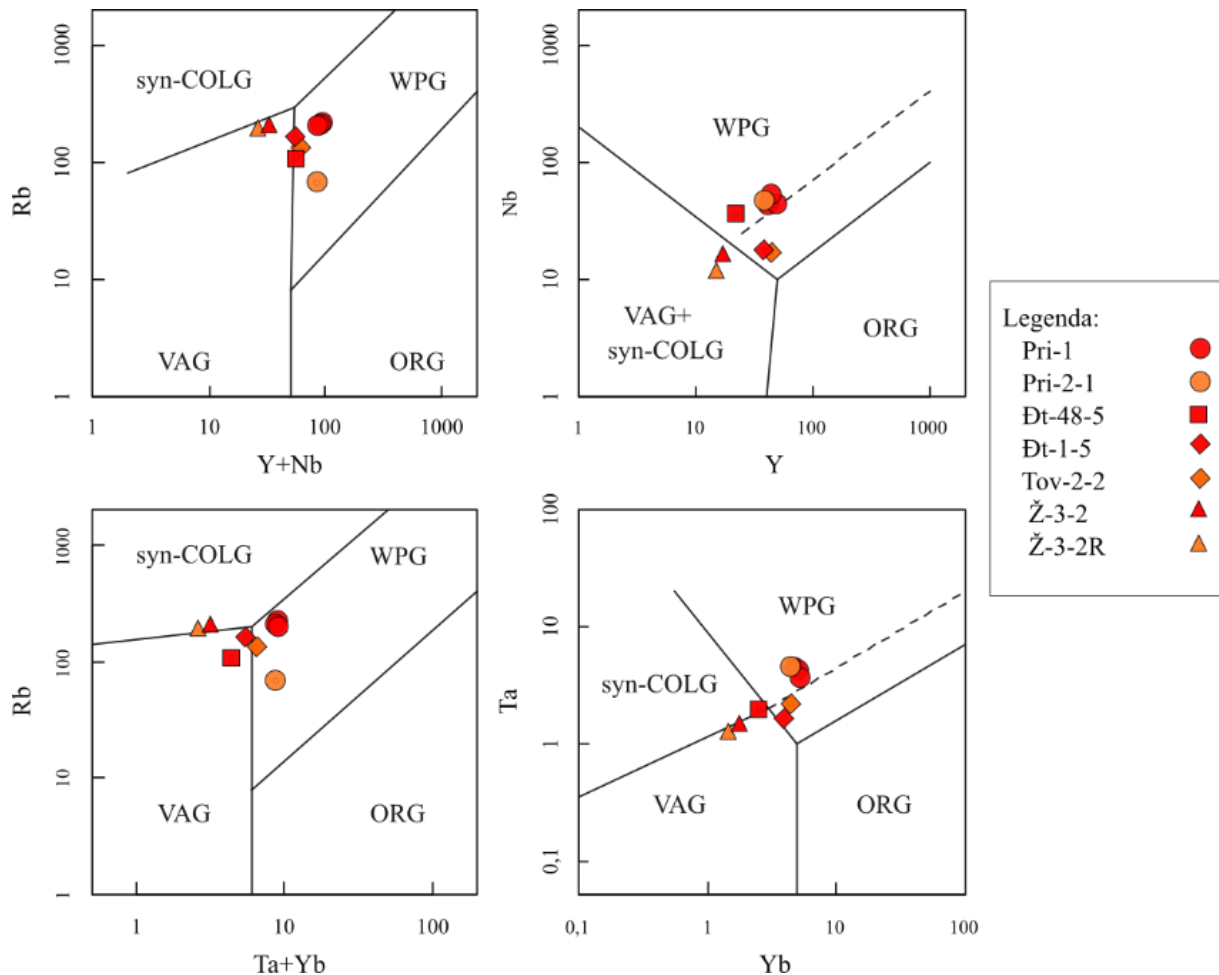 syn-COLG
WPG
VAG
ORG
1
10
100
1000
Rb
1
10
100
1000
Y+Nb
WPG
VAG+
syn-COLG
ORG
1
10
100
1000
Nb
1
10
100
1000
Y
syn-COLG
WPG
VAG
ORG
1
10
100
1000
Rb
1
10
100
Ta+Yb
WPG
syn-COLG
VAG
ORG
0,1
1
10
100
Ta
0,1
1
10
100
Yb
Legenda:
Pri-1
Pri-2-1
Đt-48-5
Đt-1-5
Tov-2-2
Ž-3-2
Ž-3-2R